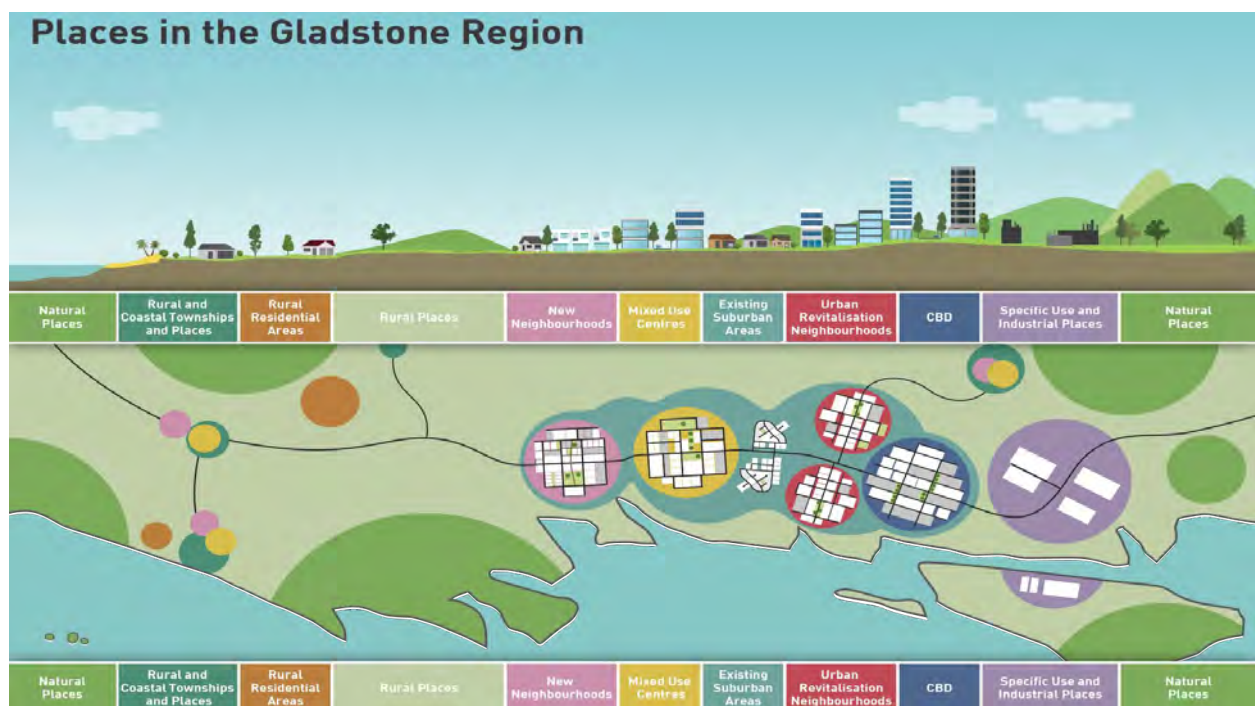 Places in the Gladstone Region
Natural
Places
Rural and
Coastal Townships
and Places
Rural
Residential
Areas
Rural Places
New
Neighbourhoods
Mixed Use
Centres
Existing
Suburban
Areas
Urban
Revitalisation
Neighbourhoods
CBD
Specific Use and
Industrial Places
Natural
Places
Natural
Places
Rural and
Coastal Townships
and Places
Rural
Residential
Areas
Rural Places
New
Neighbourhoods
Mixed Use
Centres
Existing
Suburban
Areas
Urban
Revitalisation
Neighbourhoods
CBD
Specific Use and
Industrial Places
Natural
Places